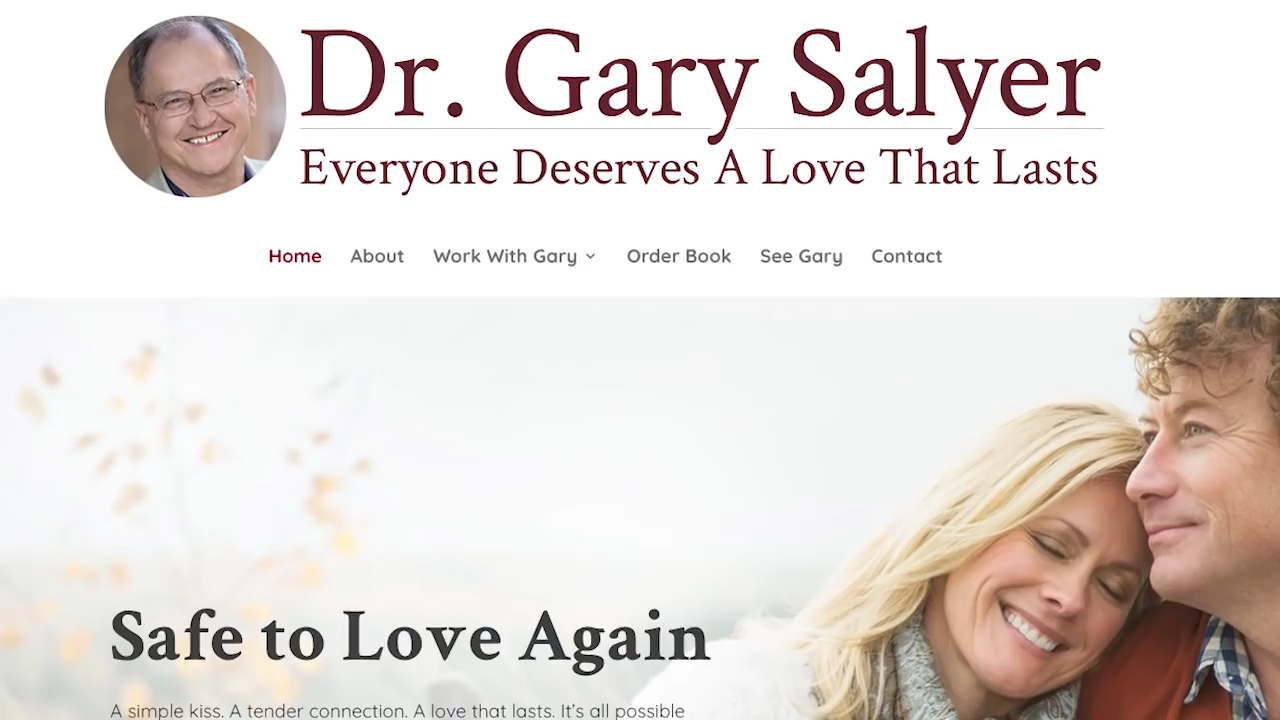 Dr. Gary Salyer
Everyone Deserves A Love That Lasts
Home About Work With Gary Order Book See Gary Contact
Safe to Love Again
A simple kiss. A tender connection. A love that lasts. It's all possible